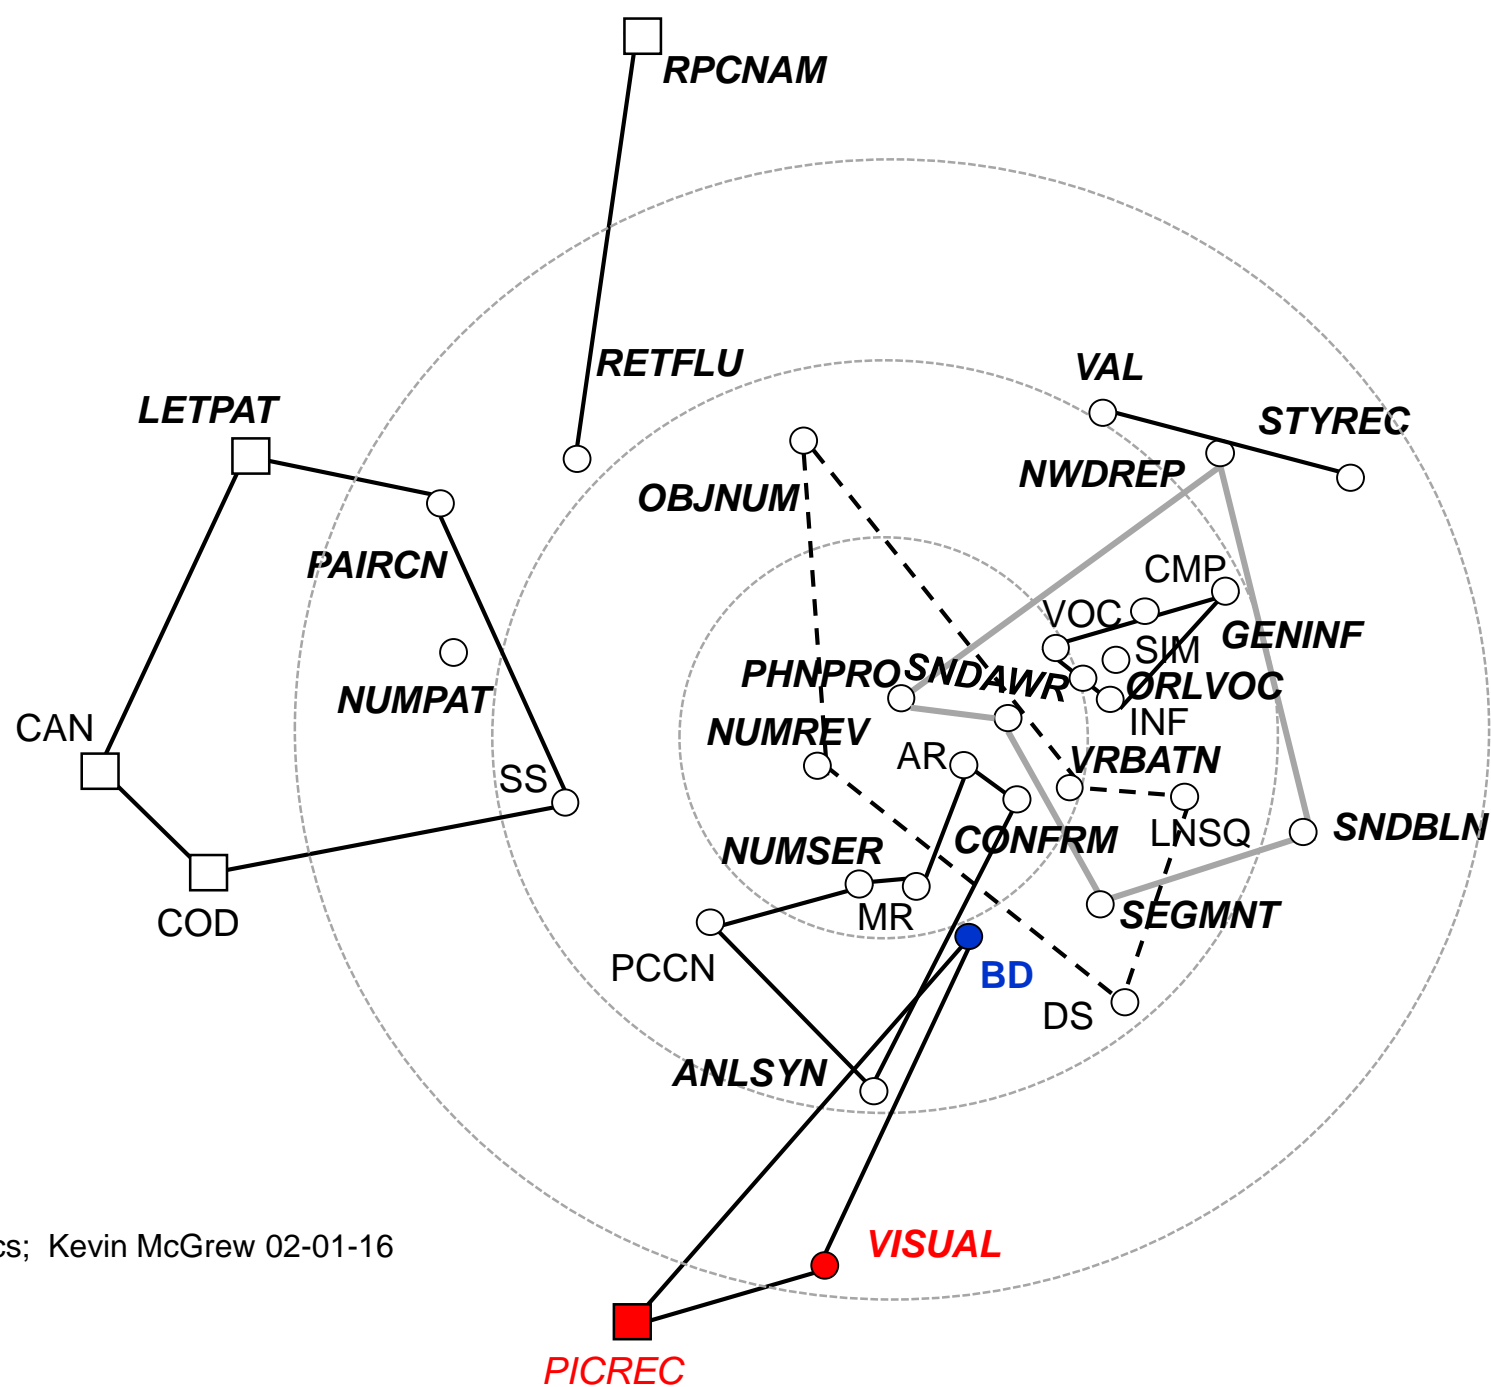 RPCNAM
RETFLU
VAL
LETPAT
STYREC
NWDREP
OBJNUM
PAIRCN
CMP
VOC
GENINF
SIM
PHNPRO
SNDAWR
ORLVOC
NUMPAT
INF
CAN
NUMREV
AR
VRBATN
SS
LNSQ
SNDBLN
CONFRM
NUMSER
MR
SEGMNT
COD
PCCN
BD
DS
ANLSYN
VISUAL
cs; Kevin McGrew 02-01-16
PICREC